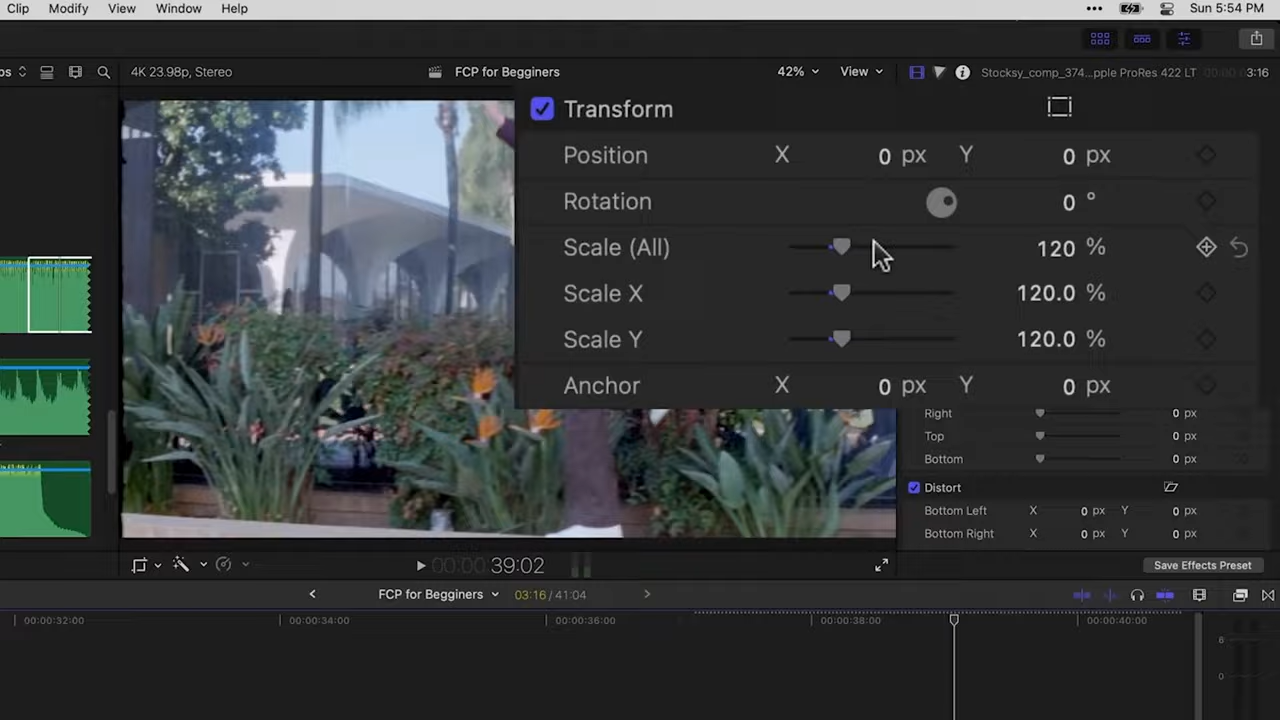 Clip Modify View Window Help Sun 5:54 PM
os 4K 23.98p, Stereo FCP for Begginers 42% View Stocksy_comp_374...pple ProRes 422 LT 3:16
Transform
Position X 0 px Y 0 px
Rotation 0 °
Scale (All) 120 %
Scale X 120.0 %
Scale Y 120.0 %
Anchor X 0 px Y 0 px
Right 0 px
Top 0 px
Bottom 0 px
Distort
Bottom Left X 0 px Y 0 px
Bottom Right X 0 px Y 0 px
00:00:39:02 Save Effects Preset
FCP for Begginers 03:16 / 41:04
00:00:32:00 00:00:34:00 00:00:36:00 00:00:38:00 00:00:40:00
6
0